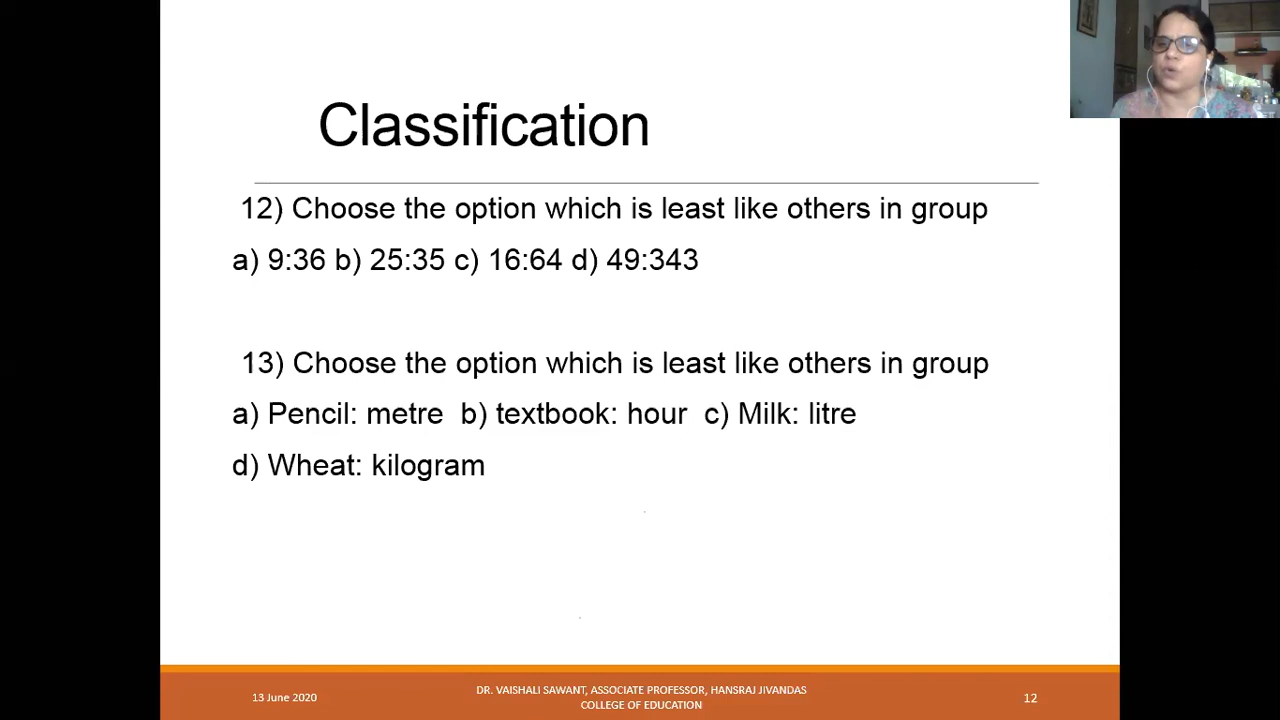 Classification
12) Choose the option which is least like others in group
a) 9:36 b) 25:35 c) 16:64 d) 49:343
13) Choose the option which is least like others in group
a) Pencil: metre b) textbook: hour c) Milk: litre
d) Wheat: kilogram
13 June 2020
DR. VAISHALI SAWANT, ASSOCIATE PROFESSOR, HANSRAJ JIVANDAS
COLLEGE OF EDUCATION
12